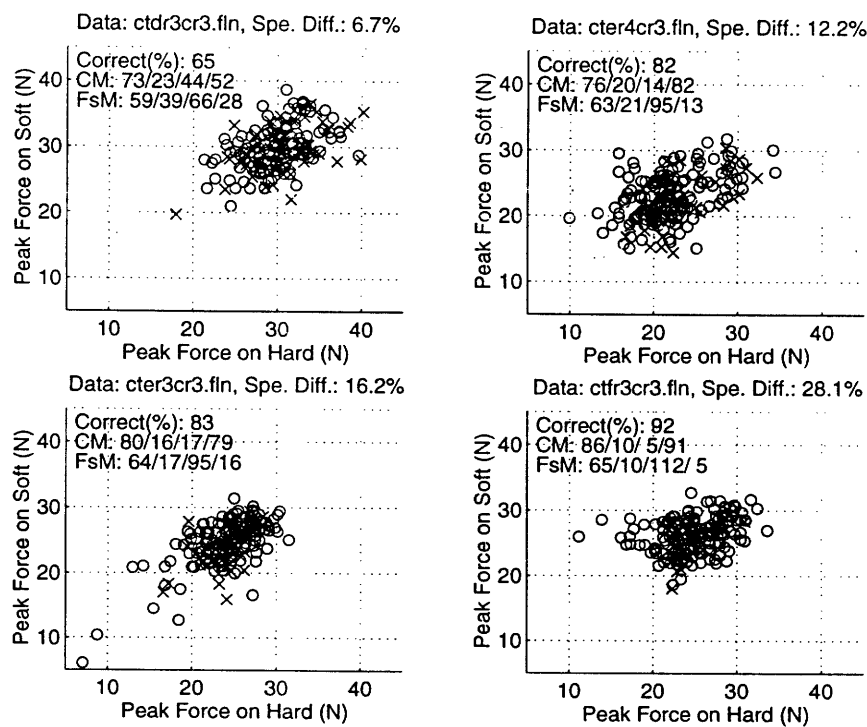 Data: ctdr3cr3.fln, Spe. Diff.: 6.7%
Correct(%): 65
CM: 73/23/44/52
FsM: 59/39/66/28
Peak Force on Soft (N)
40
30
20
10
10 20 30 40
Peak Force on Hard (N)
Data: cter4cr3.fln, Spe. Diff.: 12.2%
Correct(%): 82
CM: 76/20/14/82
FsM: 63/21/95/13
Peak Force on Soft (N)
40
30
20
10
10 20 30 40
Peak Force on Hard (N)
Data: cter3cr3.fln, Spe. Diff.: 16.2%
Correct(%): 83
CM: 80/16/17/79
FsM: 64/17/95/16
Peak Force on Soft (N)
40
30
20
10
10 20 30 40
Peak Force on Hard (N)
Data: ctfr3cr3.fln, Spe. Diff.: 28.1%
Correct(%): 92
CM: 86/10/ 5/91
FsM: 65/10/112/ 5
Peak Force on Soft (N)
40
30
20
10
10 20 30 40
Peak Force on Hard (N)